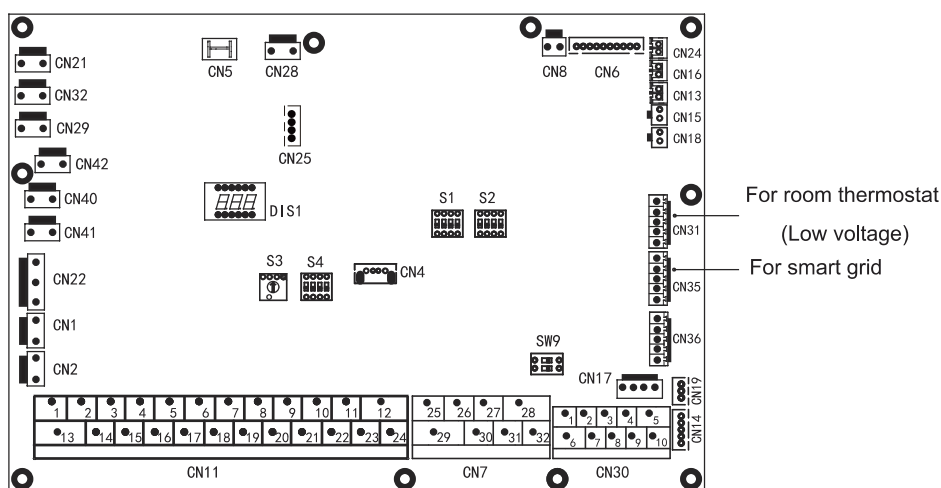 CN5
CN28
CN8
CN6
CN24
CN21
CN16
CN32
CN13
CN15
CN29
CN18
CN25
CN42
CN40
DIS1
S1 S2
For room thermostat
CN41
CN31
(Low voltage)
For smart grid
CN22
S3 S4
CN4
CN35
CN1
CN36
CN2
SW9
CN17
CN19
1 2 3 4 5 6 7 8 9 10 11 12
25 26 27 28
1 2 3 4 5
CN14
13 14 15 16 17 18 19 20 21 22 23 24
29 30 31 32
6 7 8 9 10
CN11
CN7
CN30